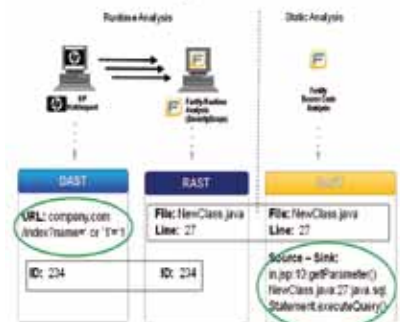 Runtime Analysis
Static Analysis
HP
WebInspect
Fortify Runtime
Analysis
Fortify
Source Code
Analysis
DAST
RAST
URL: company.com
/index?name=' or '1'='1
File: NewClass.java
Line: 27
File: NewClass.java
Line: 27
ID: 234
ID: 234
Source – Sink:
in.jsp:13:getParameter()
NewClass.java:27:java.sql.
Statement.executeQuery()